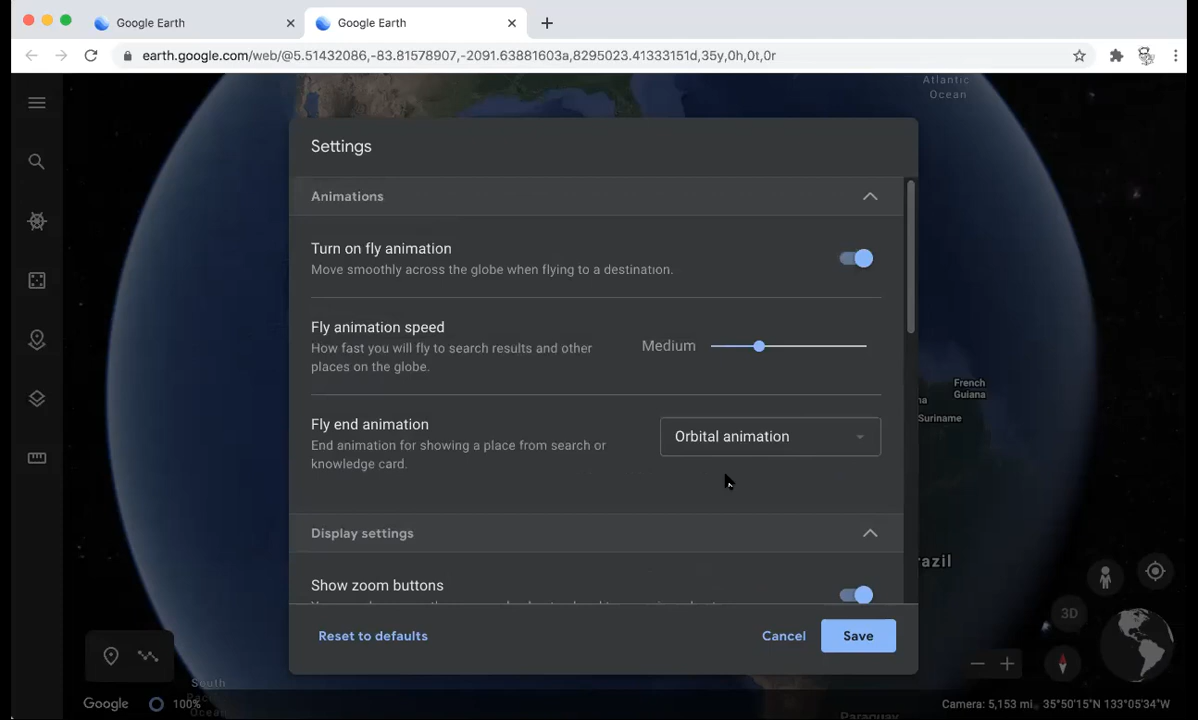 Google Earth
Google Earth
earth.google.com/web/@5.51432086,-83.81578907,-2091.63881603a,8295023.41333151d,35y,0h,0t,0r
Atlantic
Ocean
Settings
Animations
Turn on fly animation
Move smoothly across the globe when flying to a destination.
Fly animation speed
How fast you will fly to search results and other
places on the globe.
Medium
French
Guiana
na
Suriname
Fly end animation
End animation for showing a place from search or
knowledge card.
Orbital animation
Display settings
razil
Show zoom buttons
Reset to defaults
Cancel
Save
3D
South
Ocean
Google
100%
Camera: 5,153 mi
35°50'15"N 133°05'34"W
Paraguay